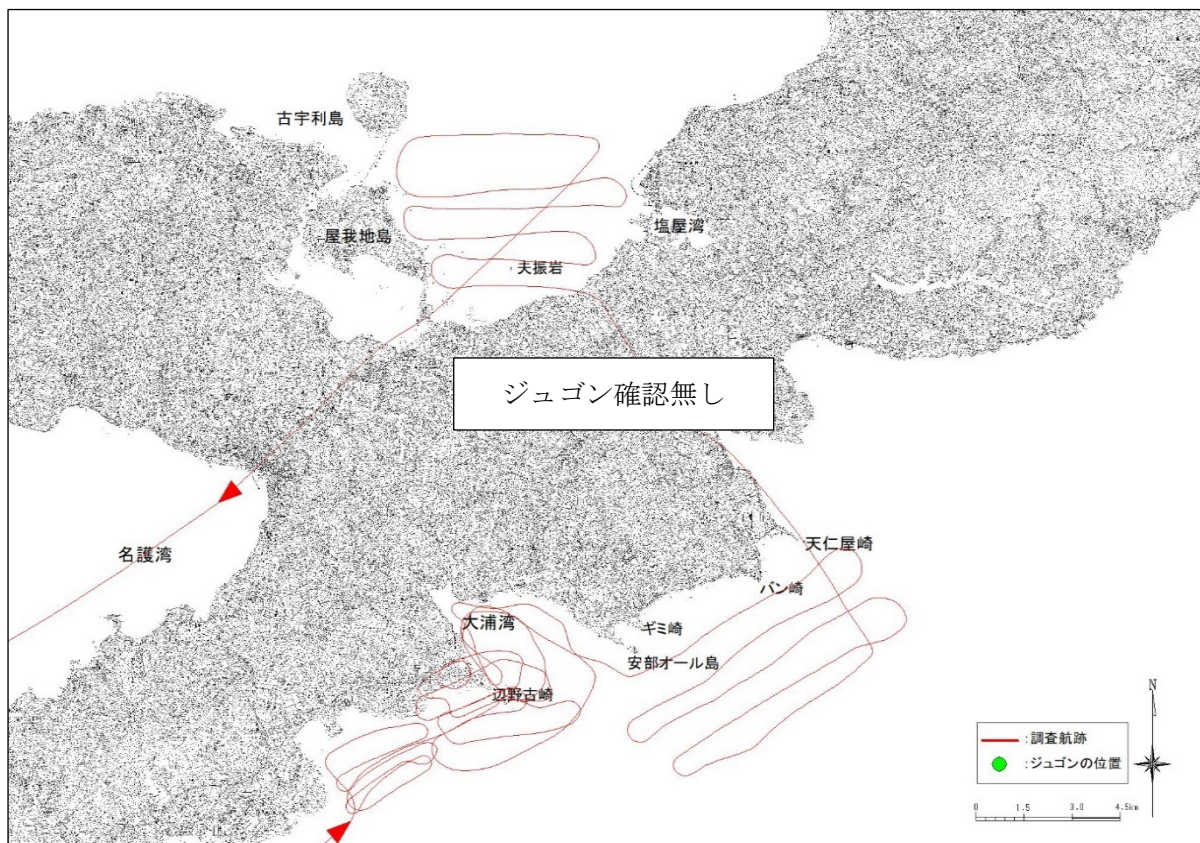 古宇利島
屋我地島
塩屋湾
夫振岩
ジュゴン確認無し
名護湾
天仁屋崎
バン崎
大浦湾
ギミ崎
安部オール島
辺野古崎
N
:調査航跡
:ジュゴンの位置
0 1.5 3.0 4.5km